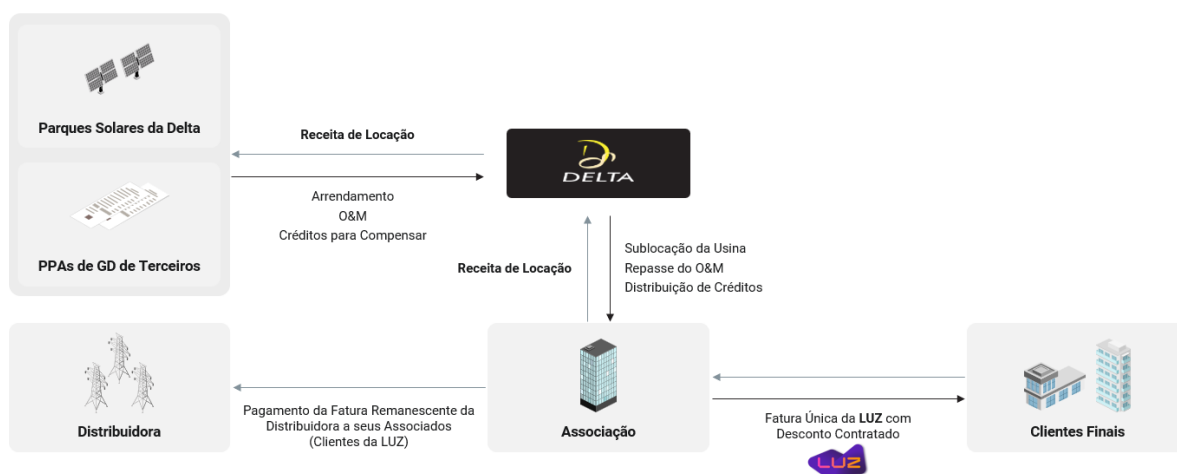 Parques Solares da Delta
PPAs de GD de Terceiros
Receita de Locação
Arrendamento
O&M
Créditos para Compensar
DELTA
Receita de Locação
Sublocação da Usina
Repasse do O&M
Distribuição de Créditos
Distribuidora
Pagamento da Fatura Remanescente da
Distribuidora a seus Associados
(Clientes da LUZ)
Associação
Fatura Única da LUZ com
Desconto Contratado
LUZ
Clientes Finais